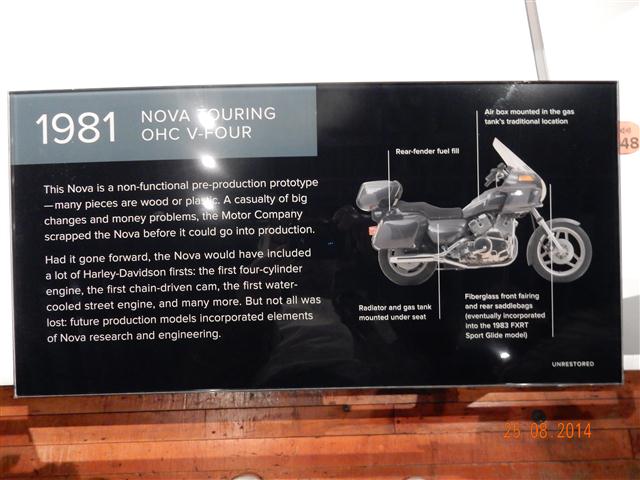 1981
NOVA TOURING
OHC V-FOUR
This Nova is a non-functional pre-production prototype
—many pieces are wood or plastic. A casualty of big
changes and money problems, the Motor Company
scrapped the Nova before it could go into production.
Had it gone forward, the Nova would have included
a lot of Harley-Davidson firsts: the first four-cylinder
engine, the first chain-driven cam, the first water-
cooled street engine, and many more. But not all was
lost: future production models incorporated elements
of Nova research and engineering.
Air box mounted in the gas
tank's traditional location
Rear-fender fuel fill
Radiator and gas tank
mounted under seat
Fiberglass front fairing
and rear saddlebags
(eventually incorporated
into the 1983 FXRT
Sport Glide model)
UNRESTORED
48
25.08.2014